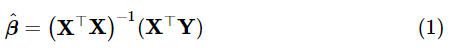 β̂ = (X⊤X)⁻¹(X⊤Y) (1)